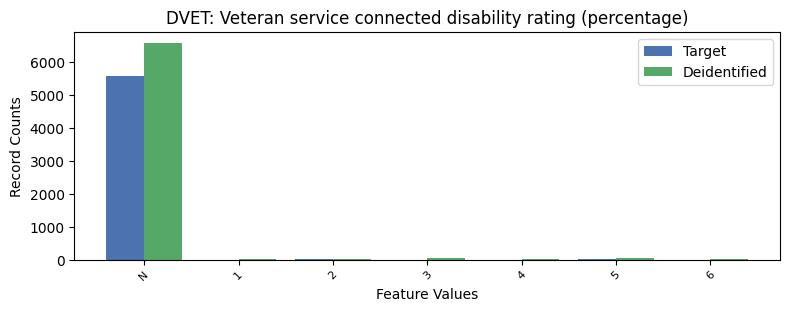 DVET: Veteran service connected disability rating (percentage)
Target
Deidentified
Record Counts
6000
5000
4000
3000
2000
1000
0
N 1 2 3 4 5 6
Feature Values